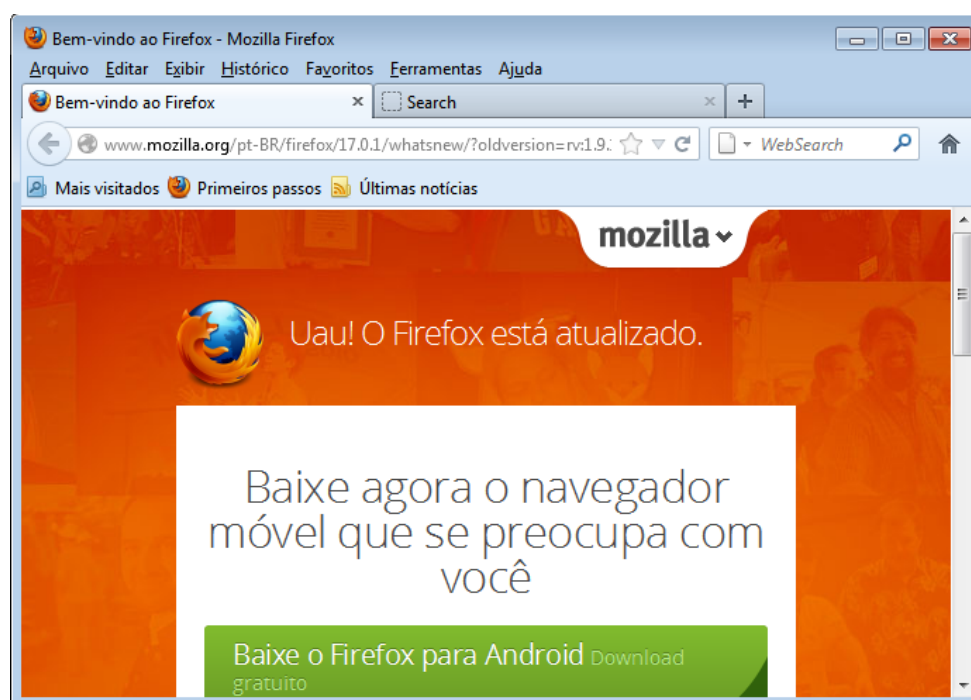 Bem-vindo ao Firefox - Mozilla Firefox
Arquivo Editar Exibir Histórico Favoritos Ferramentas Ajuda
Bem-vindo ao Firefox × Search × +
www.mozilla.org/pt-BR/firefox/17.0.1/whatsnew/?oldversion=rv:1.9.: WebSearch
Mais visitados Primeiros passos Últimas notícias
mozilla
Uau! O Firefox está atualizado.
Baixe agora o navegador
móvel que se preocupa com
você
Baixe o Firefox para Android Download
gratuito